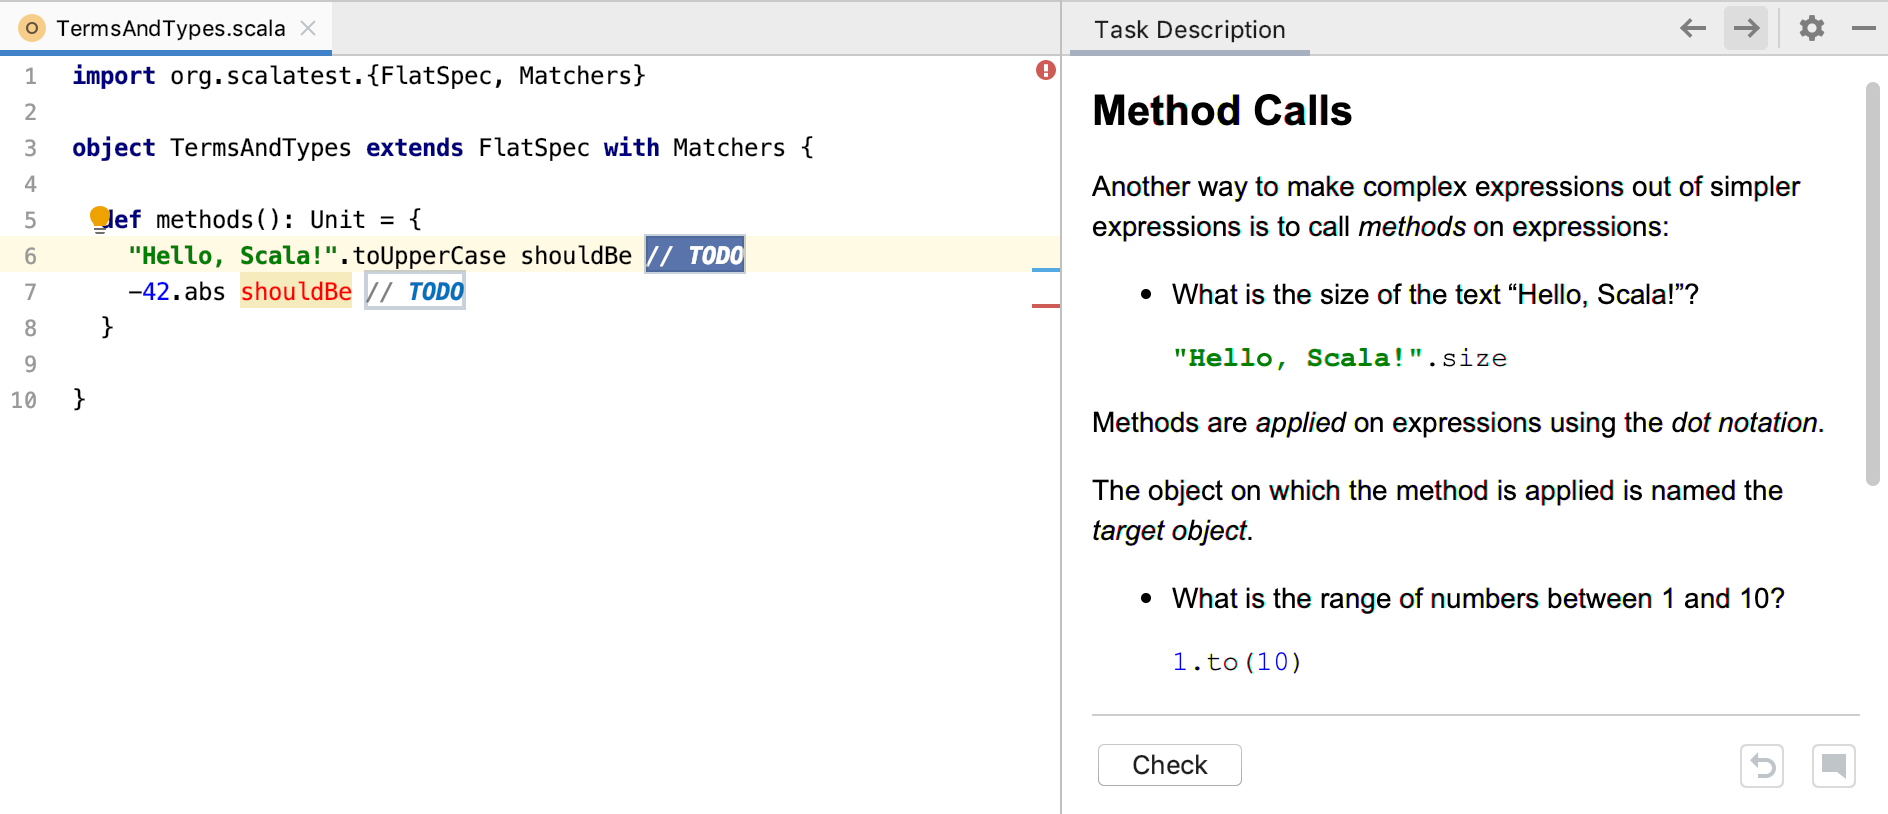 TermsAndTypes.scala
1 import org.scalatest.{FlatSpec, Matchers}
2
3 object TermsAndTypes extends FlatSpec with Matchers {
4
5 def methods(): Unit = {
6 "Hello, Scala!".toUpperCase shouldBe // TODO
7 -42.abs shouldBe // TODO
8 }
9
10 }
Task Description
Method Calls
Another way to make complex expressions out of simpler
expressions is to call methods on expressions:
• What is the size of the text “Hello, Scala!”?
"Hello, Scala!".size
Methods are applied on expressions using the dot notation.
The object on which the method is applied is named the
target object.
• What is the range of numbers between 1 and 10?
1.to(10)
Check